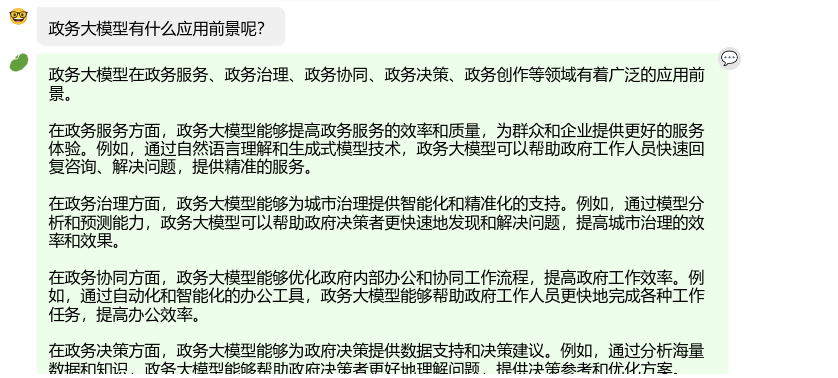 政务大模型有什么应用前景呢？
政务大模型在政务服务、政务治理、政务协同、政务决策、政务创作等领域有着广泛的应用前
景。
在政务服务方面，政务大模型能够提高政务服务的效率和质量，为群众和企业提供更好的服务
体验。例如，通过自然语言理解和生成式模型技术，政务大模型可以帮助政府工作人员快速回
复咨询、解决问题，提供精准的服务。
在政务治理方面，政务大模型能够为城市治理提供智能化和精准化的支持。例如，通过模型分
析和预测能力，政务大模型可以帮助政府决策者更快速地发现和解决问题，提高城市治理的效
率和效果。
在政务协同方面，政务大模型能够优化政府内部办公和协同工作流程，提高政府工作效率。例
如，通过自动化和智能化的办公工具，政务大模型能够帮助政府工作人员更快地完成各种工作
任务，提高办公效率。
在政务决策方面，政务大模型能够为政府决策提供数据支持和决策建议。例如，通过分析海量
数据和知识，政务大模型能够帮助政府决策者更好地理解问题，提供决策参考和优化方案。